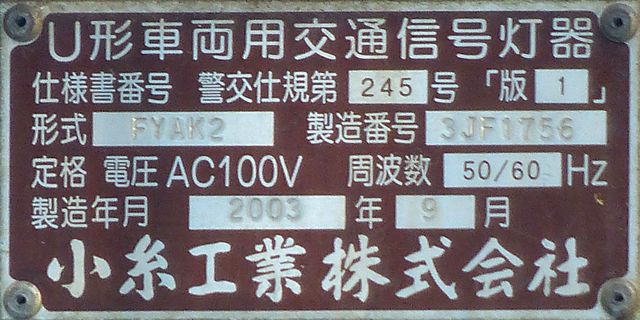 U形車両用交通信号灯器
仕様書番号 警交仕規第 245 号 「版 1 」
形式 FYAK2 製造番号 3JF1756
定格 電圧 AC100V 周波数 50/60 Hz
製造年月 2003 年 9 月
小糸工業株式会社